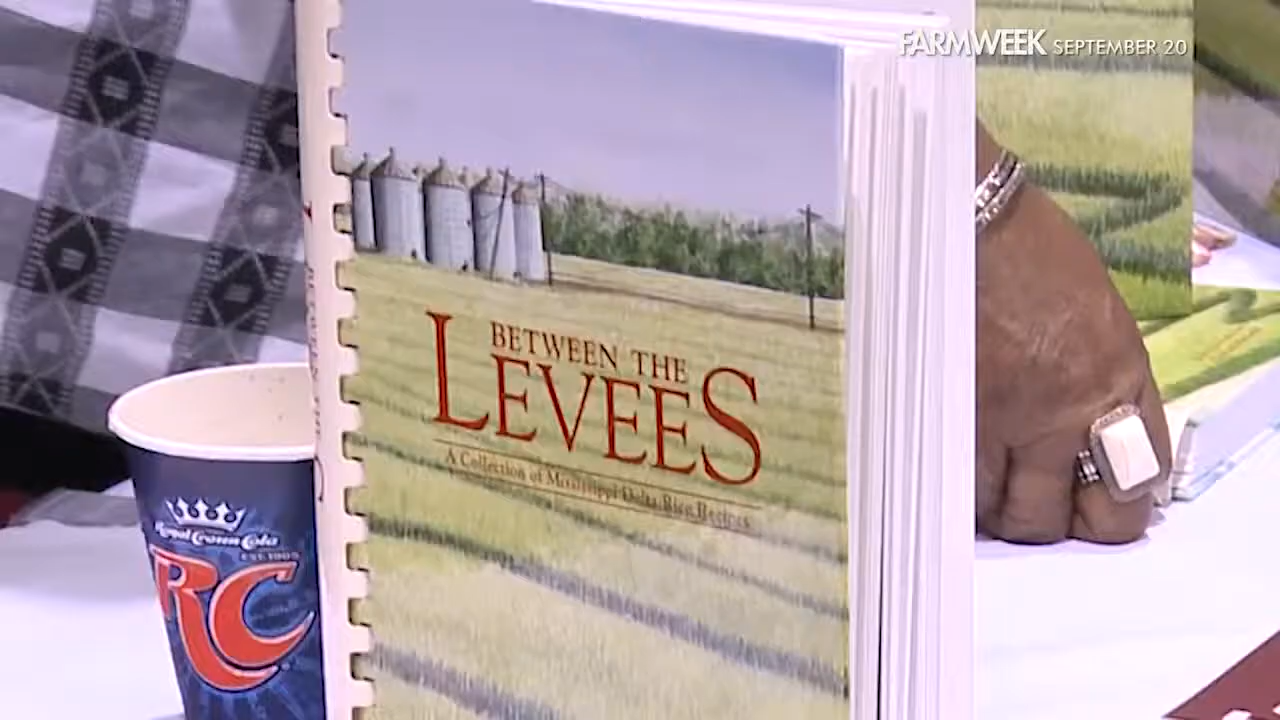 FARMWEEK SEPTEMBER 20
BETWEEN THE
LEVEES
A Collection of Mississippi Delta Rice Recipes
Royal Crown Cola
EST. 1905
RC